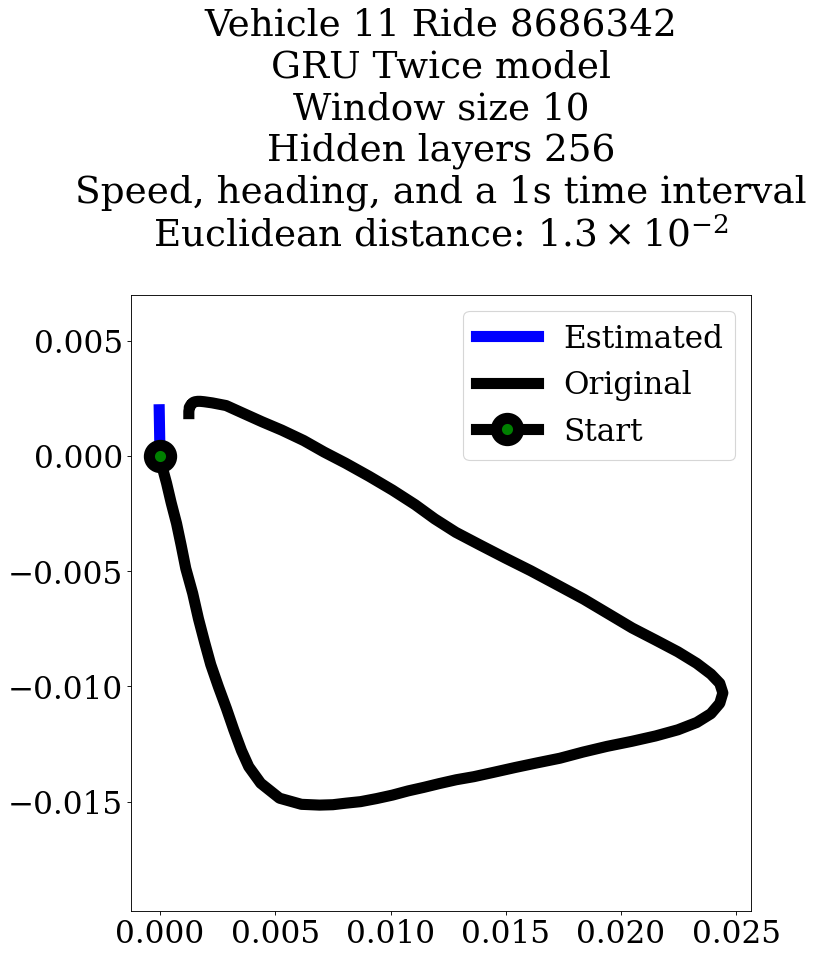 Vehicle 11 Ride 8686342
GRU Twice model
Window size 10
Hidden layers 256
Speed, heading, and a 1s time interval
Euclidean distance: 1.3 × 10⁻²
Estimated
Original
Start
0.005
0.000
−0.005
−0.010
−0.015
0.000 0.005 0.010 0.015 0.020 0.025